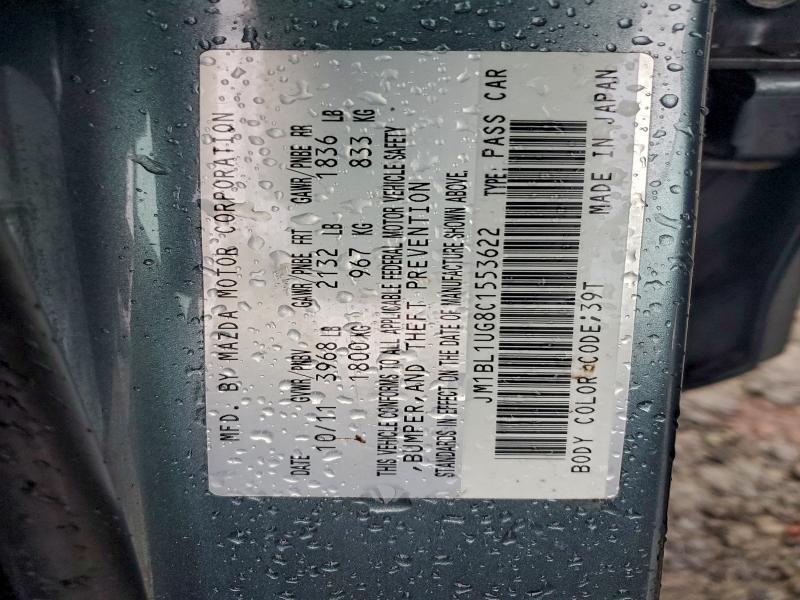 MFD. BY MAZDA MOTOR CORPORATION
DATE GVWR/PNBV GAWR/PNBE FRT GAWR/PNBE RR
10/11 3968 LB 2132 LB 1836 LB
1800KG 967 KG 833 KG
THIS VEHICLE CONFORMS TO ALL APPLICABLE FEDERAL MOTOR VEHICLE SAFETY
,BUMPER,AND THEFT PREVENTION
STANDARDS IN EFFECT ON THE DATE OF MANUFACTURE SHOWN ABOVE.
JM1BL1UG8C1553622 TYPE: PASS CAR
BODY COLOR CODE;39T MADE IN JAPAN